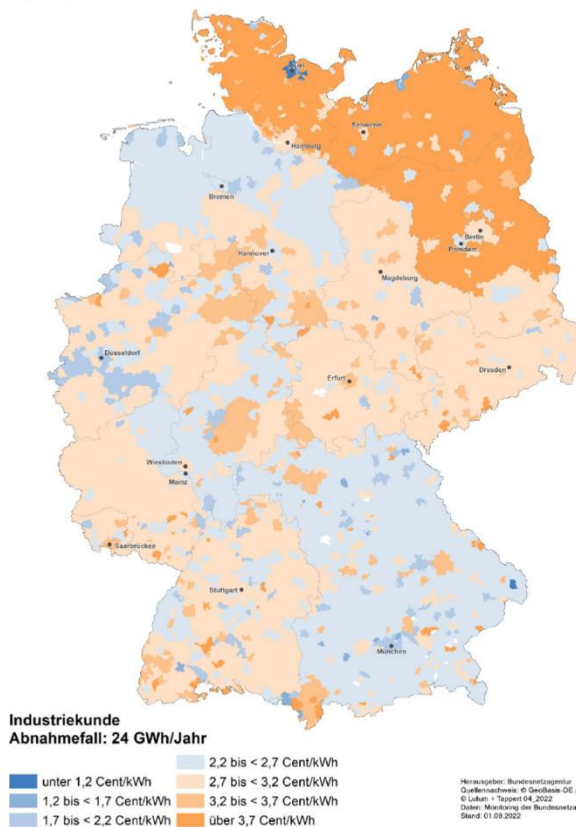 Hamburg
Schwerin
Bremen
Berlin
Potsdam
Hannover
Magdeburg
Düsseldorf
Erfurt
Dresden
Wiesbaden
Mainz
Saarbrücken
Stuttgart
München
Industriekunde
Abnahmefall: 24 GWh/Jahr
unter 1,2 Cent/kWh
1,2 bis < 1,7 Cent/kWh
1,7 bis < 2,2 Cent/kWh
2,2 bis < 2,7 Cent/kWh
2,7 bis < 3,2 Cent/kWh
3,2 bis < 3,7 Cent/kWh
über 3,7 Cent/kWh
Herausgeber: Bundesnetzagentur
Quellennachweis: © GeoBasis-DE /
© Lutum + Tappert 04_2022
Daten: Monitoring der Bundesnetza
Stand: 01.08.2022